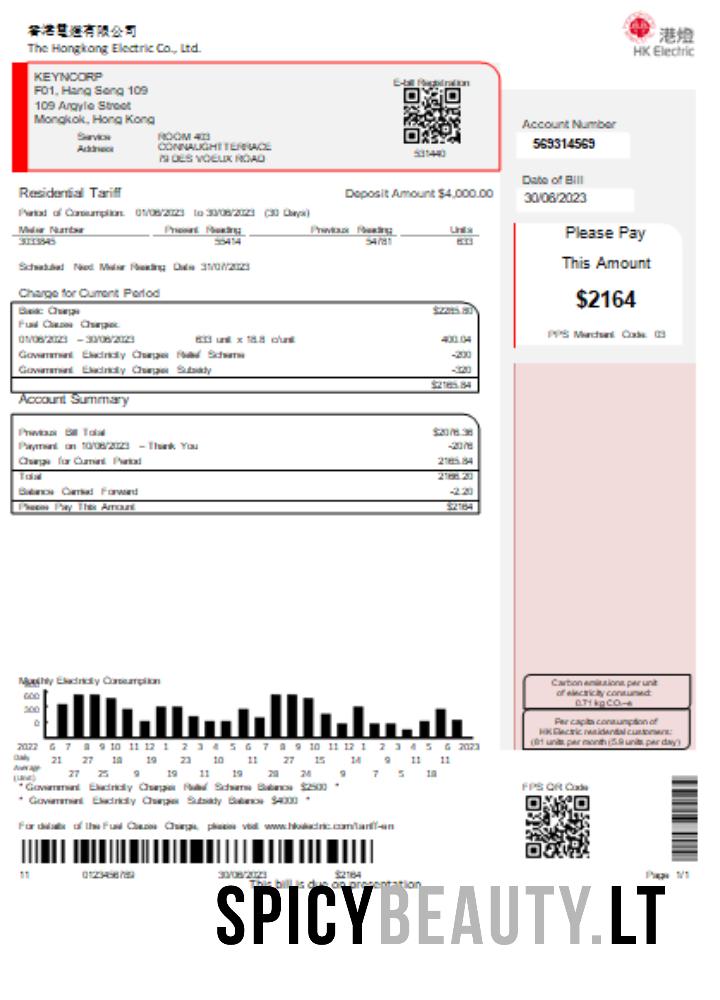 香港電燈有限公司
The Hongkong Electric Co., Ltd.
港燈
HK Electric
KEYNCORP
F01, Hang Seng 109
109 Argyle Street
Mongkok, Hong Kong
Service Address
ROOM 403
CONNAUGHTTERRACE
79 DES VOEUX ROAD
E-bill Registration
531440
Account Number
569314569
Date of Bill
30/06/2023
Please Pay
This Amount
$2164
PPS Merchant Code: 03
Residential Tariff Deposit Amount $4,000.00
Period of Consumption. 01/06/2023 to 30/06/2023 (30 Days)
Meter Number Present Reading Previous Reading Units
3033845 55414 54781 633
Scheduled Next Meter Reading Date 31/07/2023
Charge for Current Period
Basic Charge $2285.80
Fuel Clause Charges.
01/06/2023 – 30/06/2023 633 unit x 18.8 c/unit 400.04
Government Electricity Charges Relief Scheme -200
Government Electricity Charges Subsidy -320
$2165.84
Account Summary
Previous Bill Total $2076.36
Payment on 10/06/2023 – Thank You -2076
Charge for Current Period 2165.84
Total 2166.20
Balance Carried Forward -2.20
Please Pay This Amount $2164
Monthly Electricity Consumption
600
300
0
2022 6 7 8 9 10 11 12 1 2 3 4 5 6 7 8 9 10 11 12 1 2 3 4 5 6 2023
Daily Average (Unit)
21 27 19 19 11 27 15 14 9 11 11
27 25 9 19 11 19 28 24 9 7 5 18
* Government Electricity Charges Relief Scheme Balance $2500 *
* Government Electricity Charges Subsidy Balance $4000 *
For details of the Fuel Clause Charge, please visit www.hkelectric.com/tariff-en
11 0123456789 30/06/2023 $2164
This bill is due on presentation
Carbon emissions per unit
of electricity consumed:
0.71 kg CO₂-e
Per capita consumption of
HK Electric residential customers:
(81 units per month (5.9 units per day)
FPS QR Code
Page 1/1
SPICYBEAUTY.LT